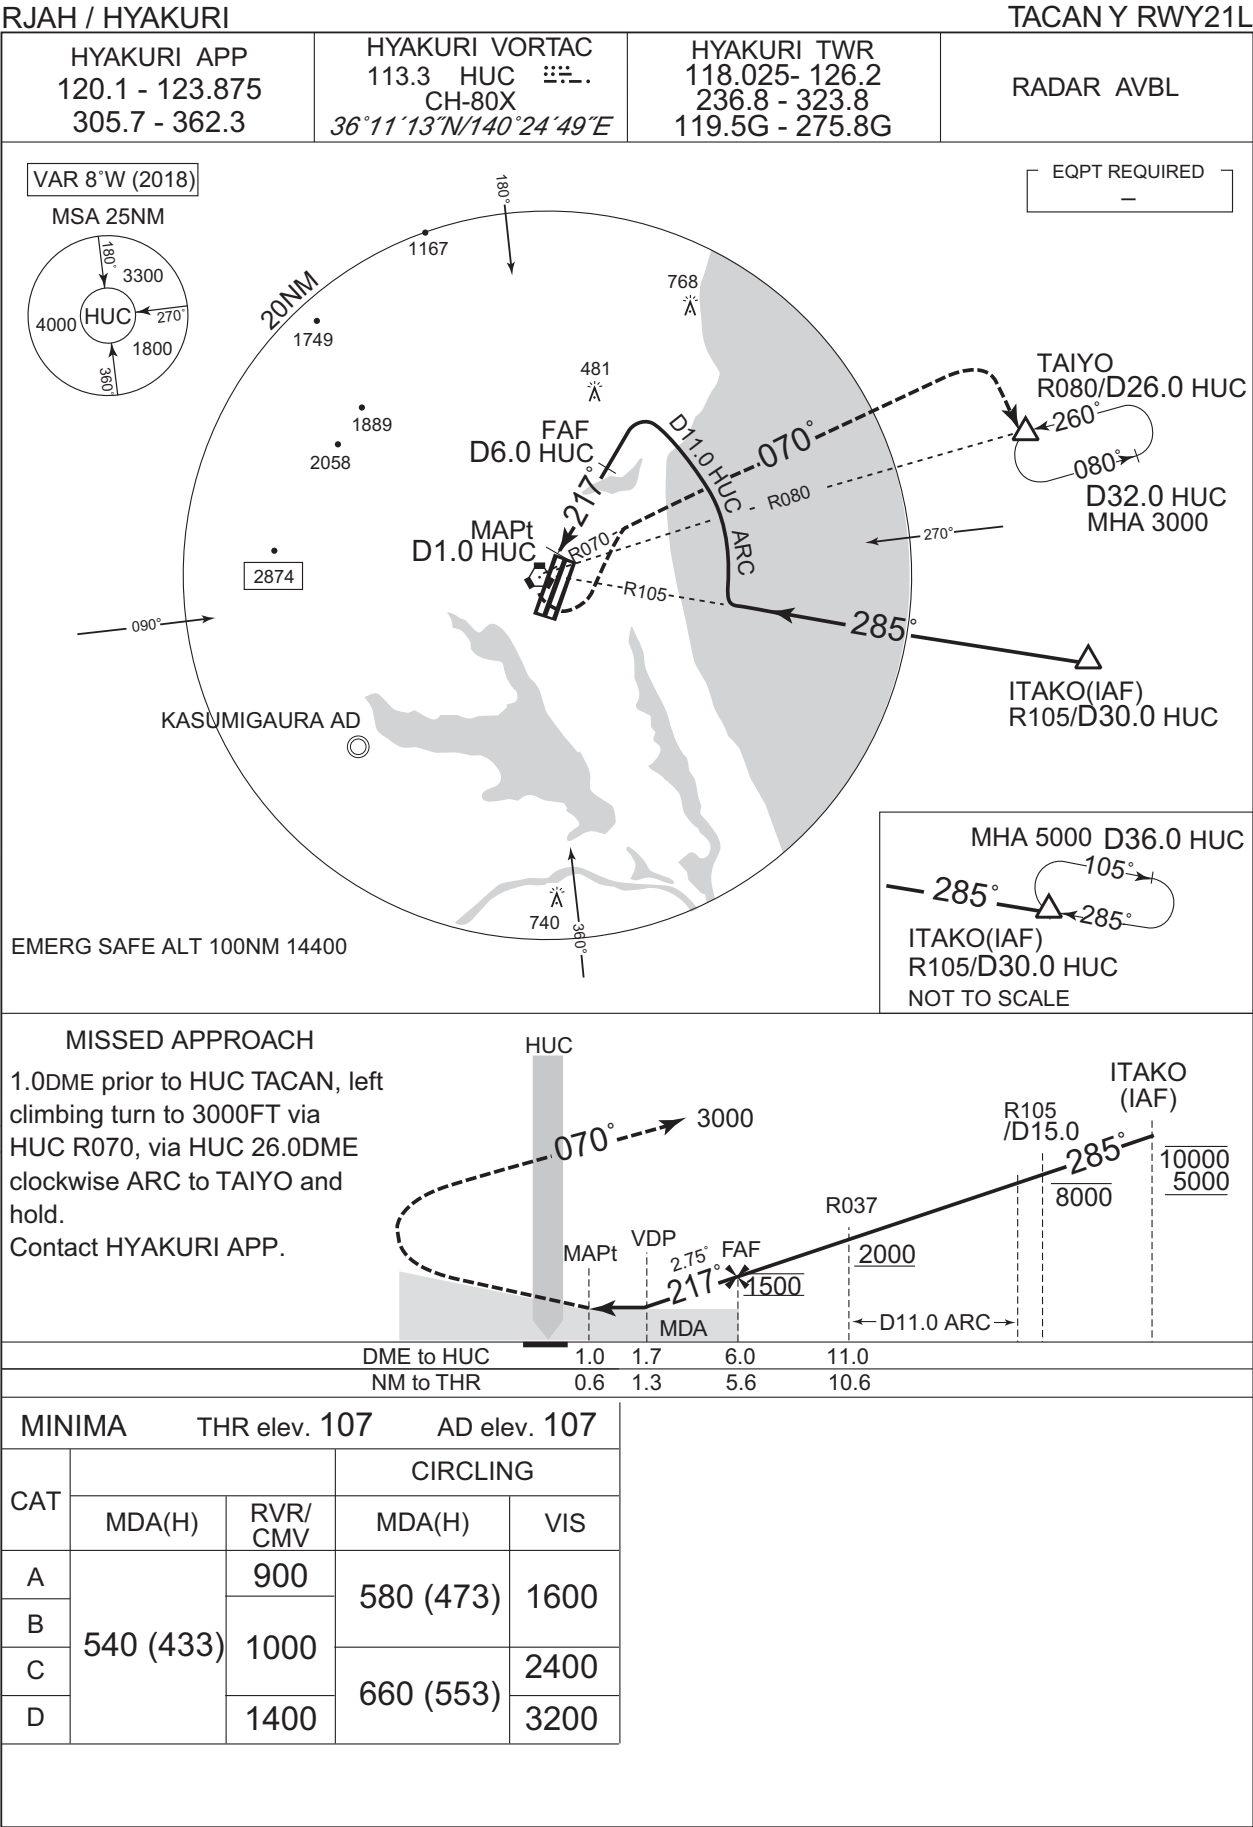 RJAH / HYAKURI
TACAN Y RWY21L
HYAKURI APP
120.1 - 123.875
305.7 - 362.3
HYAKURI VORTAC
113.3 HUC
CH-80X
36°11´13˝N/140°24´49˝E
HYAKURI TWR
118.025- 126.2
236.8 - 323.8
119.5G - 275.8G
RADAR AVBL
VAR 8°W (2018)
MSA 25NM
180°
3300
4000
HUC
270°
1800
360°
EQPT REQUIRED
–
180°
1167
20NM
768
1749
481
1889
2058
TAIYO
R080/D26.0 HUC
260°
080°
D32.0 HUC
MHA 3000
FAF
D6.0 HUC
D11.0 HUC ARC
070°
217°
R080
MAPt
D1.0 HUC
R070
270°
2874
R105
090°
285°
ITAKO(IAF)
R105/D30.0 HUC
KASUMIGAURA AD
740
360°
EMERG SAFE ALT 100NM 14400
MHA 5000 D36.0 HUC
105°
285°
285°
ITAKO(IAF)
R105/D30.0 HUC
NOT TO SCALE
MISSED APPROACH
1.0DME prior to HUC TACAN, left
climbing turn to 3000FT via
HUC R070, via HUC 26.0DME
clockwise ARC to TAIYO and
hold.
Contact HYAKURI APP.
HUC
070°
3000
ITAKO
(IAF)
R105
/D15.0
285°
10000
5000
8000
R037
2000
MAPt
VDP
2.75°
FAF
217°
1500
D11.0 ARC
MDA
DME to HUC 1.0 1.7 6.0 11.0
NM to THR 0.6 1.3 5.6 10.6
MINIMA THR elev. 107 AD elev. 107
CAT
CIRCLING
MDA(H)
RVR/
CMV
MDA(H)
VIS
A
900
580 (473)
1600
B
540 (433)
1000
C
2400
660 (553)
D
1400
3200